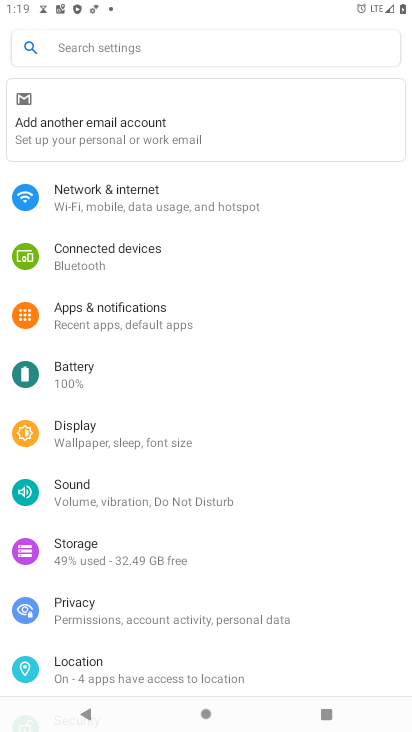 1:19
LTE
Search settings
Add another email account
Set up your personal or work email
Network & internet
Wi-Fi, mobile, data usage, and hotspot
Connected devices
Bluetooth
Apps & notifications
Recent apps, default apps
Battery
100%
Display
Wallpaper, sleep, font size
Sound
Volume, vibration, Do Not Disturb
Storage
49% used - 32.49 GB free
Privacy
Permissions, account activity, personal data
Location
On - 4 apps have access to location
Security